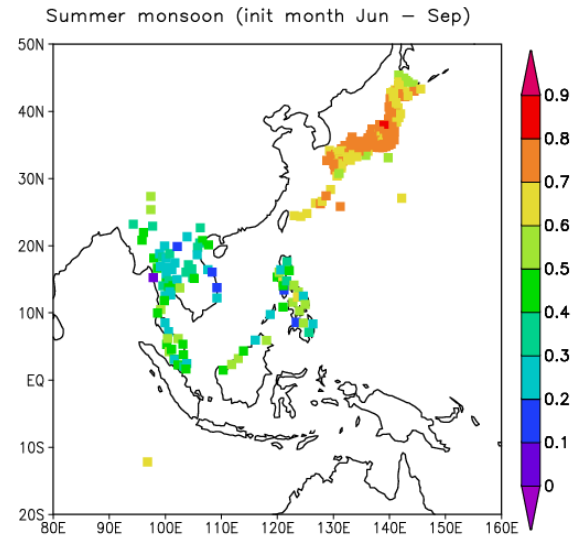 Summer monsoon (init month Jun – Sep)
50N
40N
30N
20N
10N
EQ
10S
20S
80E 90E 100E 110E 120E 130E 140E 150E 160E
0.9
0.8
0.7
0.6
0.5
0.4
0.3
0.2
0.1
0